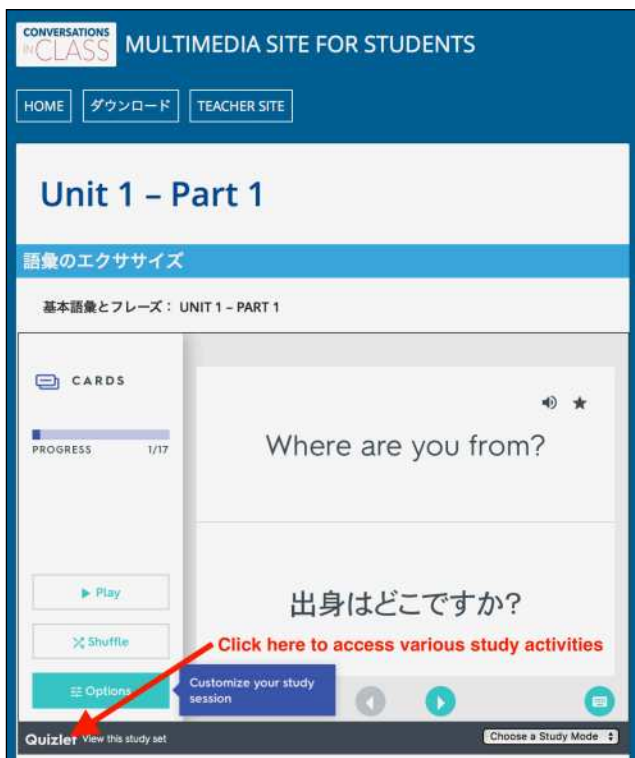 CONVERSATIONS
IN CLASS
MULTIMEDIA SITE FOR STUDENTS
HOME
ダウンロード
TEACHER SITE
Unit 1 – Part 1
語彙のエクササイズ
基本語彙とフレーズ： UNIT 1 – PART 1
CARDS
PROGRESS 1/17
Where are you from?
出身はどこですか?
Play
Shuffle
Click here to access various study activities
Options
Customize your study
session
Quizlet View this study set
Choose a Study Mode